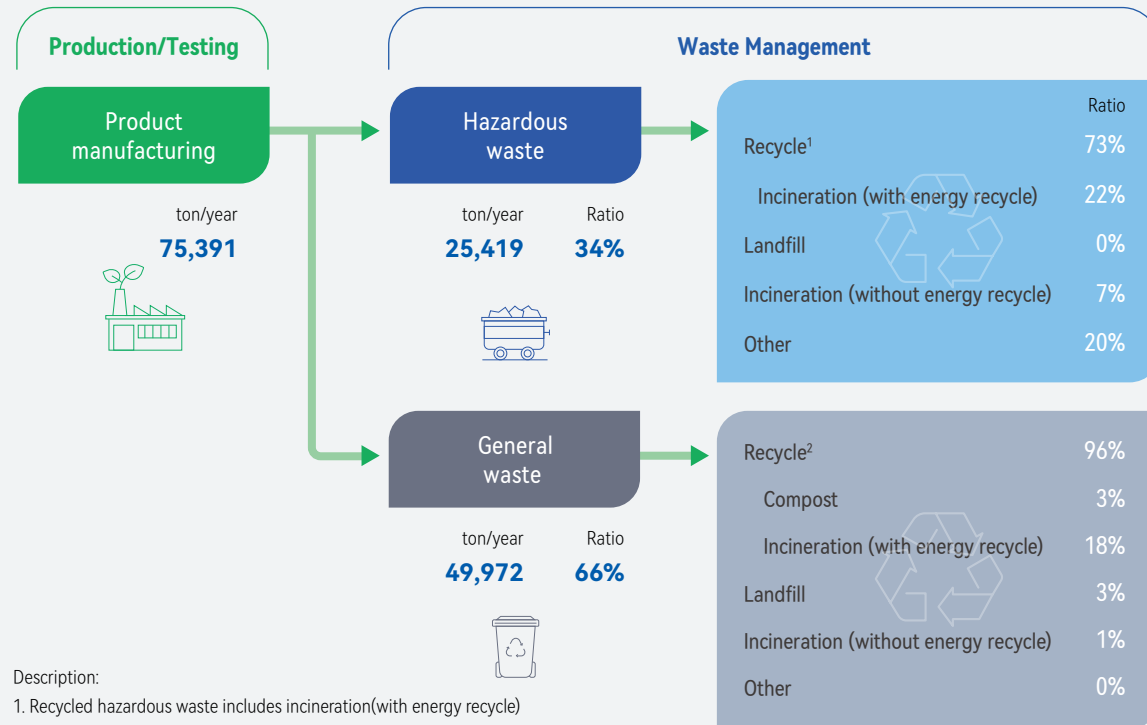 Production/Testing
Waste Management
Product
manufacturing
ton/year
75,391
Hazardous
waste
ton/year Ratio
25,419 34%
Ratio
Recycle¹ 73%
Incineration (with energy recycle) 22%
Landfill 0%
Incineration (without energy recycle) 7%
Other 20%
General
waste
ton/year Ratio
49,972 66%
Recycle² 96%
Compost 3%
Incineration (with energy recycle) 18%
Landfill 3%
Incineration (without energy recycle) 1%
Other 0%
Description:
1. Recycled hazardous waste includes incineration(with energy recycle)